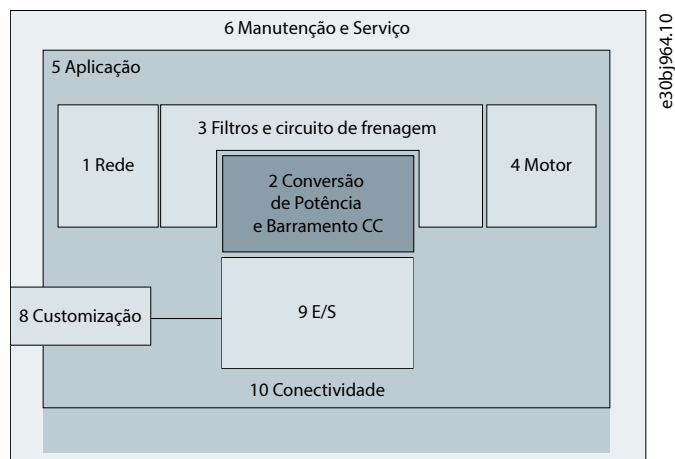 6 Manutenção e Serviço
5 Aplicação
3 Filtros e circuito de frenagem
1 Rede
4 Motor
2 Conversão
de Potência
e Barramento CC
8 Customização
9 E/S
10 Conectividade
e30bj964.10